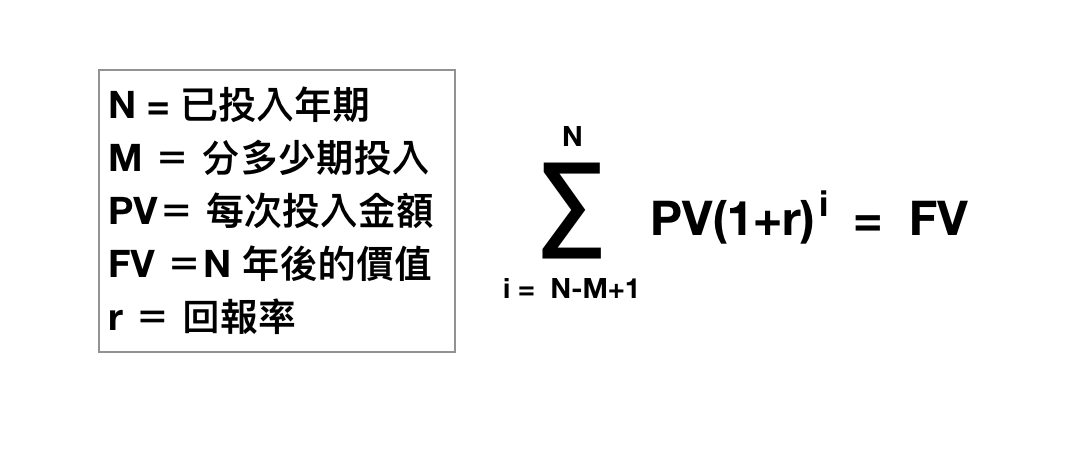 N = 已投入年期
M ＝ 分多少期投入
PV＝ 每次投入金額
FV ＝N 年後的價值
r ＝ 回報率
N
∑ PV(1+r)^i = FV
i = N-M+1